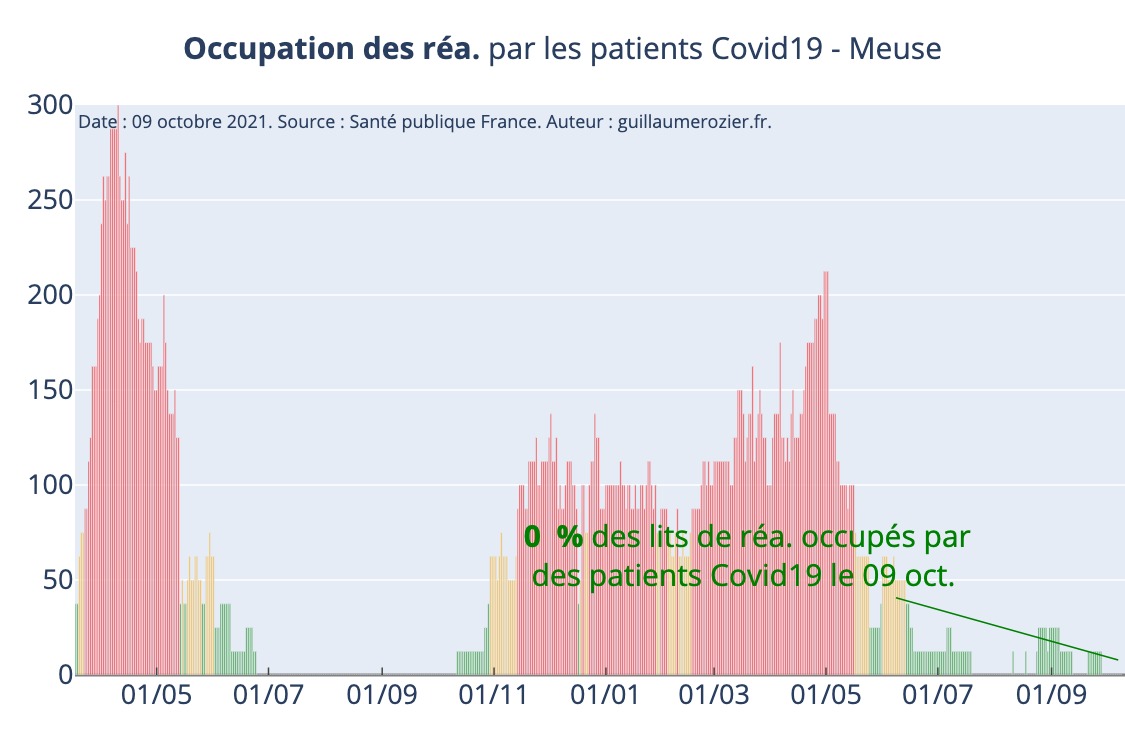 Occupation des réa. par les patients Covid19 - Meuse
300
Date : 09 octobre 2021. Source : Santé publique France. Auteur : guillaumerozier.fr.
250
200
150
100
0 % des lits de réa. occupés par
des patients Covid19 le 09 oct.
50
0
01/05 01/07 01/09 01/11 01/01 01/03 01/05 01/07 01/09